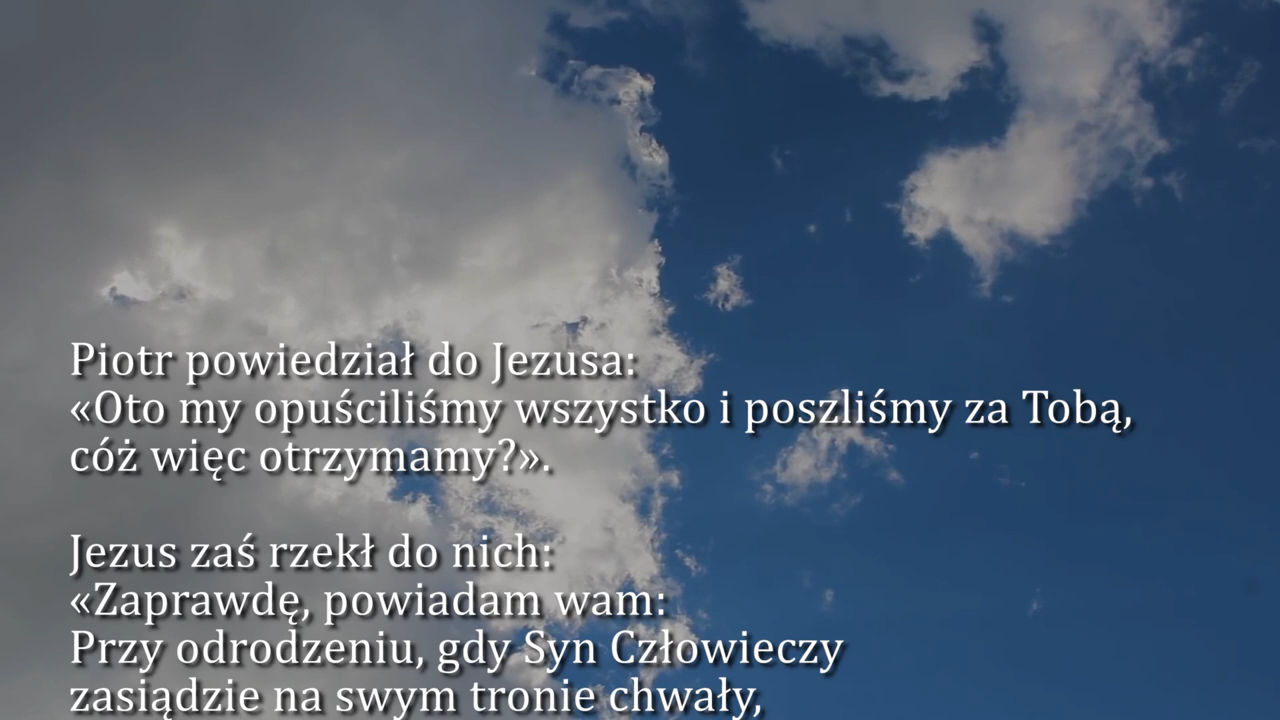 Piotr powiedział do Jezusa:
«Oto my opuściliśmy wszystko i poszliśmy za Tobą,
cóż więc otrzymamy?».
Jezus zaś rzekł do nich:
«Zaprawdę, powiadam wam:
Przy odrodzeniu, gdy Syn Człowieczy
zasiądzie na swym tronie chwały,